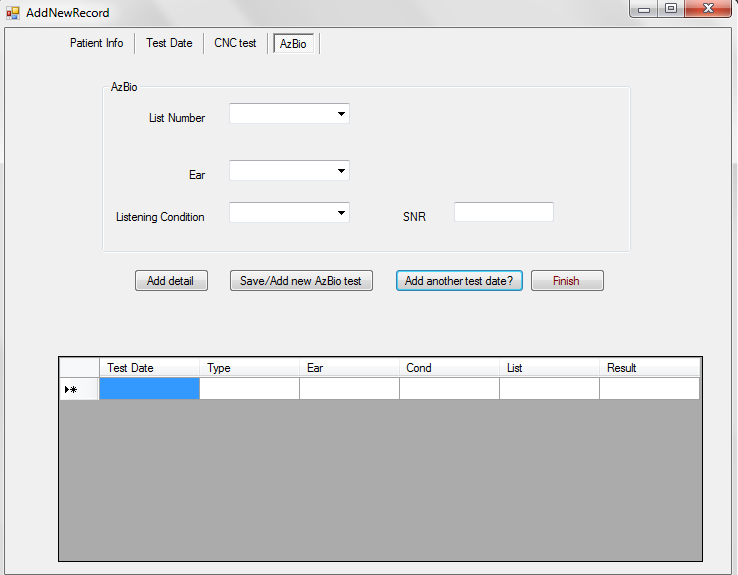 AddNewRecord
Patient Info Test Date CNC test AzBio
AzBio
List Number
Ear
Listening Condition SNR
Add detail Save/Add new AzBio test Add another test date? Finish
Test Date Type Ear Cond List Result